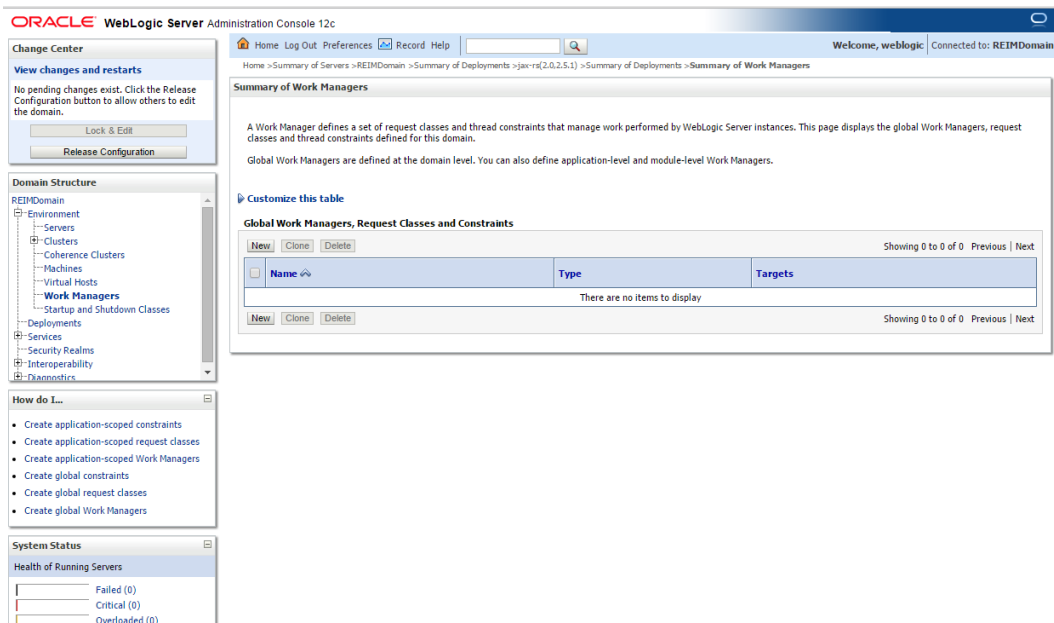 ORACLE WebLogic Server Administration Console 12c
Change Center
View changes and restarts
No pending changes exist. Click the Release
Configuration button to allow others to edit
the domain.
Lock & Edit
Release Configuration
Domain Structure
REIMDomain
Environment
Servers
Clusters
Coherence Clusters
Machines
Virtual Hosts
Work Managers
Startup and Shutdown Classes
Deployments
Services
Security Realms
Interoperability
Diagnostics
How do I...
Create application-scoped constraints
Create application-scoped request classes
Create application-scoped Work Managers
Create global constraints
Create global request classes
Create global Work Managers
System Status
Health of Running Servers
Failed (0)
Critical (0)
Overloaded (0)
Home Log Out Preferences Record Help
Welcome, weblogic Connected to: REIMDomain
Home >Summary of Servers >REIMDomain >Summary of Deployments >jax-rs(2.0,2.5.1) >Summary of Deployments >Summary of Work Managers
Summary of Work Managers
A Work Manager defines a set of request classes and thread constraints that manage work performed by WebLogic Server instances. This page displays the global Work Managers, request
classes and thread constraints defined for this domain.
Global Work Managers are defined at the domain level. You can also define application-level and module-level Work Managers.
Customize this table
Global Work Managers, Request Classes and Constraints
New Clone Delete Showing 0 to 0 of 0 Previous | Next
Name Type Targets
There are no items to display
New Clone Delete Showing 0 to 0 of 0 Previous | Next